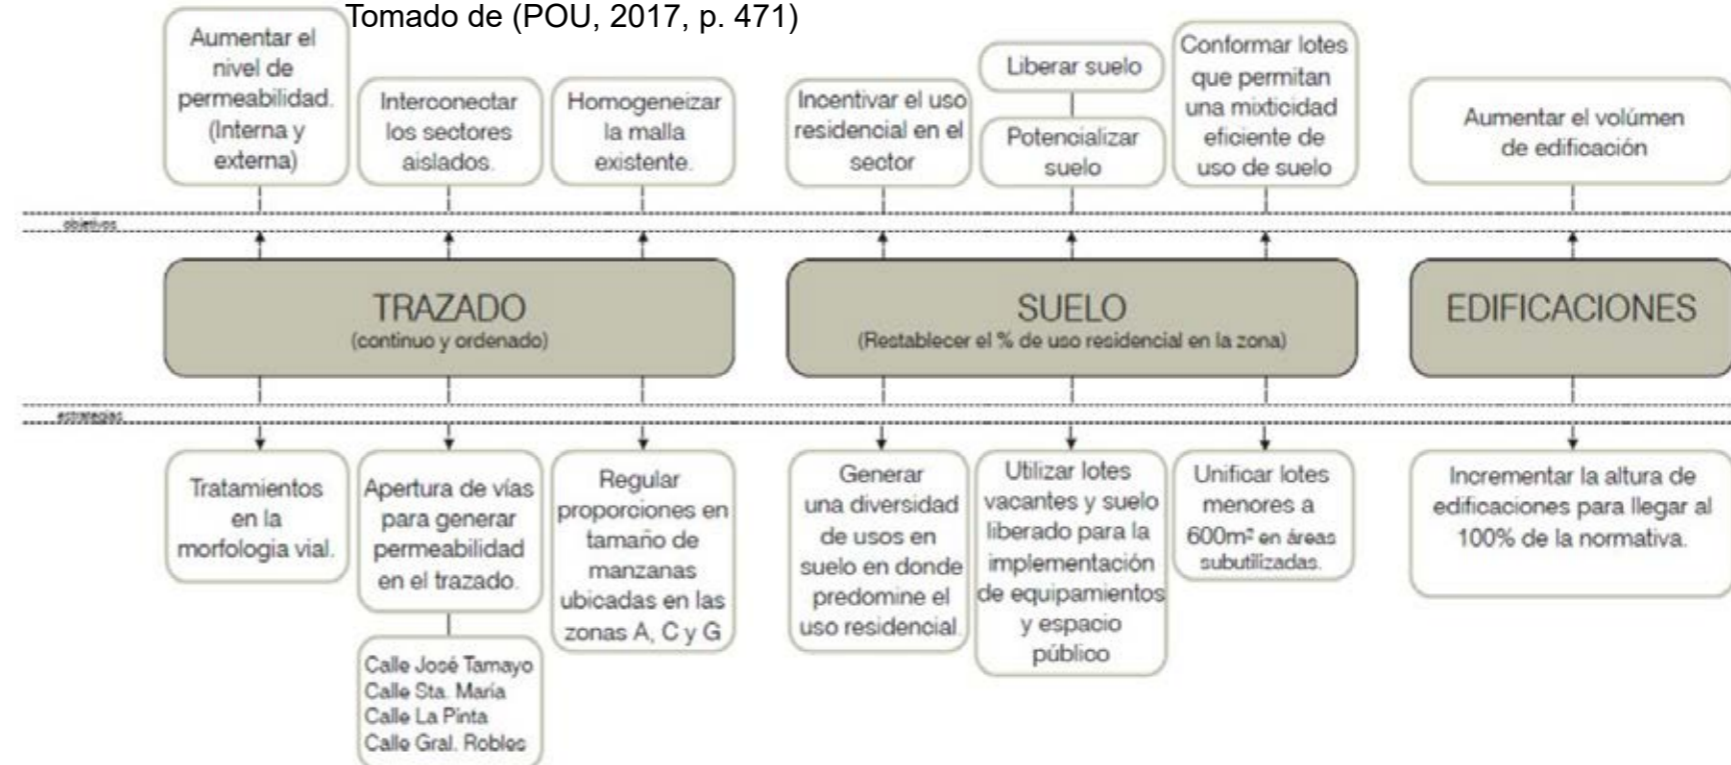 Tomado de (POU, 2017, p. 471)
Aumentar el
nivel de
permeabilidad.
(Interna y
externa)
Interconectar
los sectores
aislados.
Homogeneizar
la malla
existente.
Incentivar el uso
residencial en el
sector
Liberar suelo
Potencializar
suelo
Conformar lotes
que permitan
una mixticidad
eficiente de
uso de suelo
Aumentar el volúmen
de edificación
objetivos
TRAZADO
(continuo y ordenado)
SUELO
(Restablecer el % de uso residencial en la zona)
EDIFICACIONES
estrategias
Tratamientos
en la
morfologia vial.
Apertura de vías
para generar
permeabilidad
en el trazado.
Calle José Tamayo
Calle Sta. María
Calle La Pinta
Calle Gral. Robles
Regular
proporciones en
tamaño de
manzanas
ubicadas en las
zonas A, C y G
Generar
una diversidad
de usos en
suelo en donde
predomine el
uso residencial.
Utilizar lotes
vacantes y suelo
liberado para la
implementación
de equipamientos
y espacio
público
Unificar lotes
menores a
600m² en áreas
subutilizadas.
Incrementar la altura de
edificaciones para llegar al
100% de la normativa.